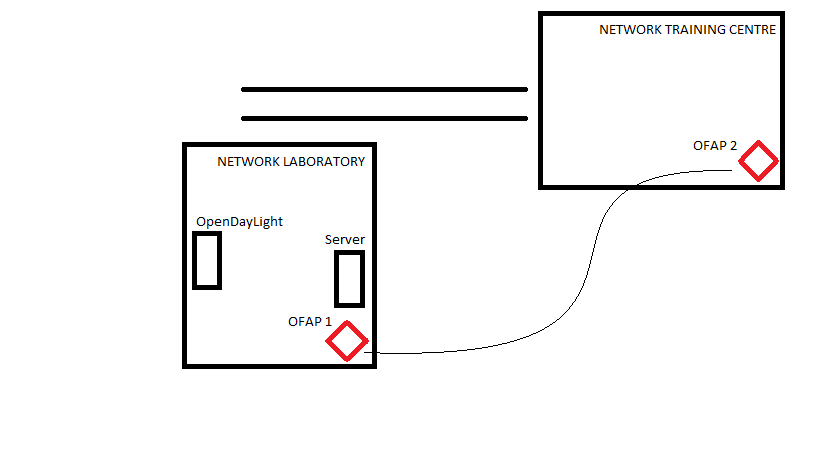 NETWORK TRAINING CENTRE
OFAP 2
NETWORK LABORATORY
OpenDayLight
Server
OFAP 1